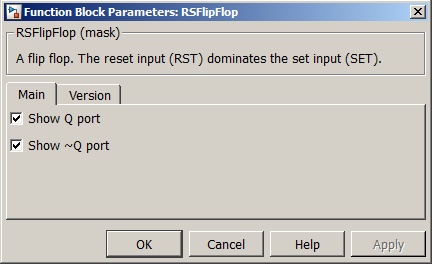 Function Block Parameters: RSFlipFlop
RSFlipFlop (mask)
A flip flop. The reset input (RST) dominates the set input (SET).
Main Version
Show Q port
Show ~Q port
OK Cancel Help Apply